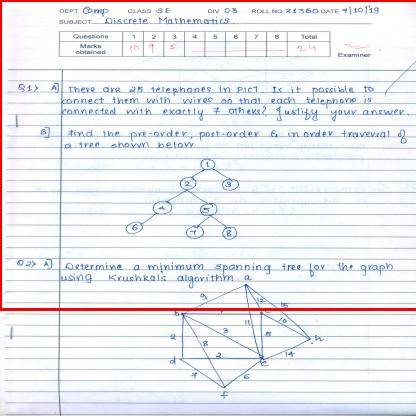 DEPT. Comp CLASS SE DIV 03 ROLL NO. 21360 DATE 4/10/19
SUBJECT Discrete Mathematics.
Questions 1 2 3 4 5 6 7 8 Total
Marks obtained 10 9 5 24
Examiner
Q1) A] There are 25 telephones in PICT. Is it possible to
connect them with wires so that each telephone is
connected with exactly 7 others? Justify your answer.
B] Find the pre-order, post-order & in order traversal of
a tree shown below
1
2 3
4 5
6 7 8
Q2) A] Determine a minimum spanning tree for the graph
using Krushkal's algorithm. a
9 12 15
b c 10
11 h
2 3 5
8 14
d 2 e
7 6
f